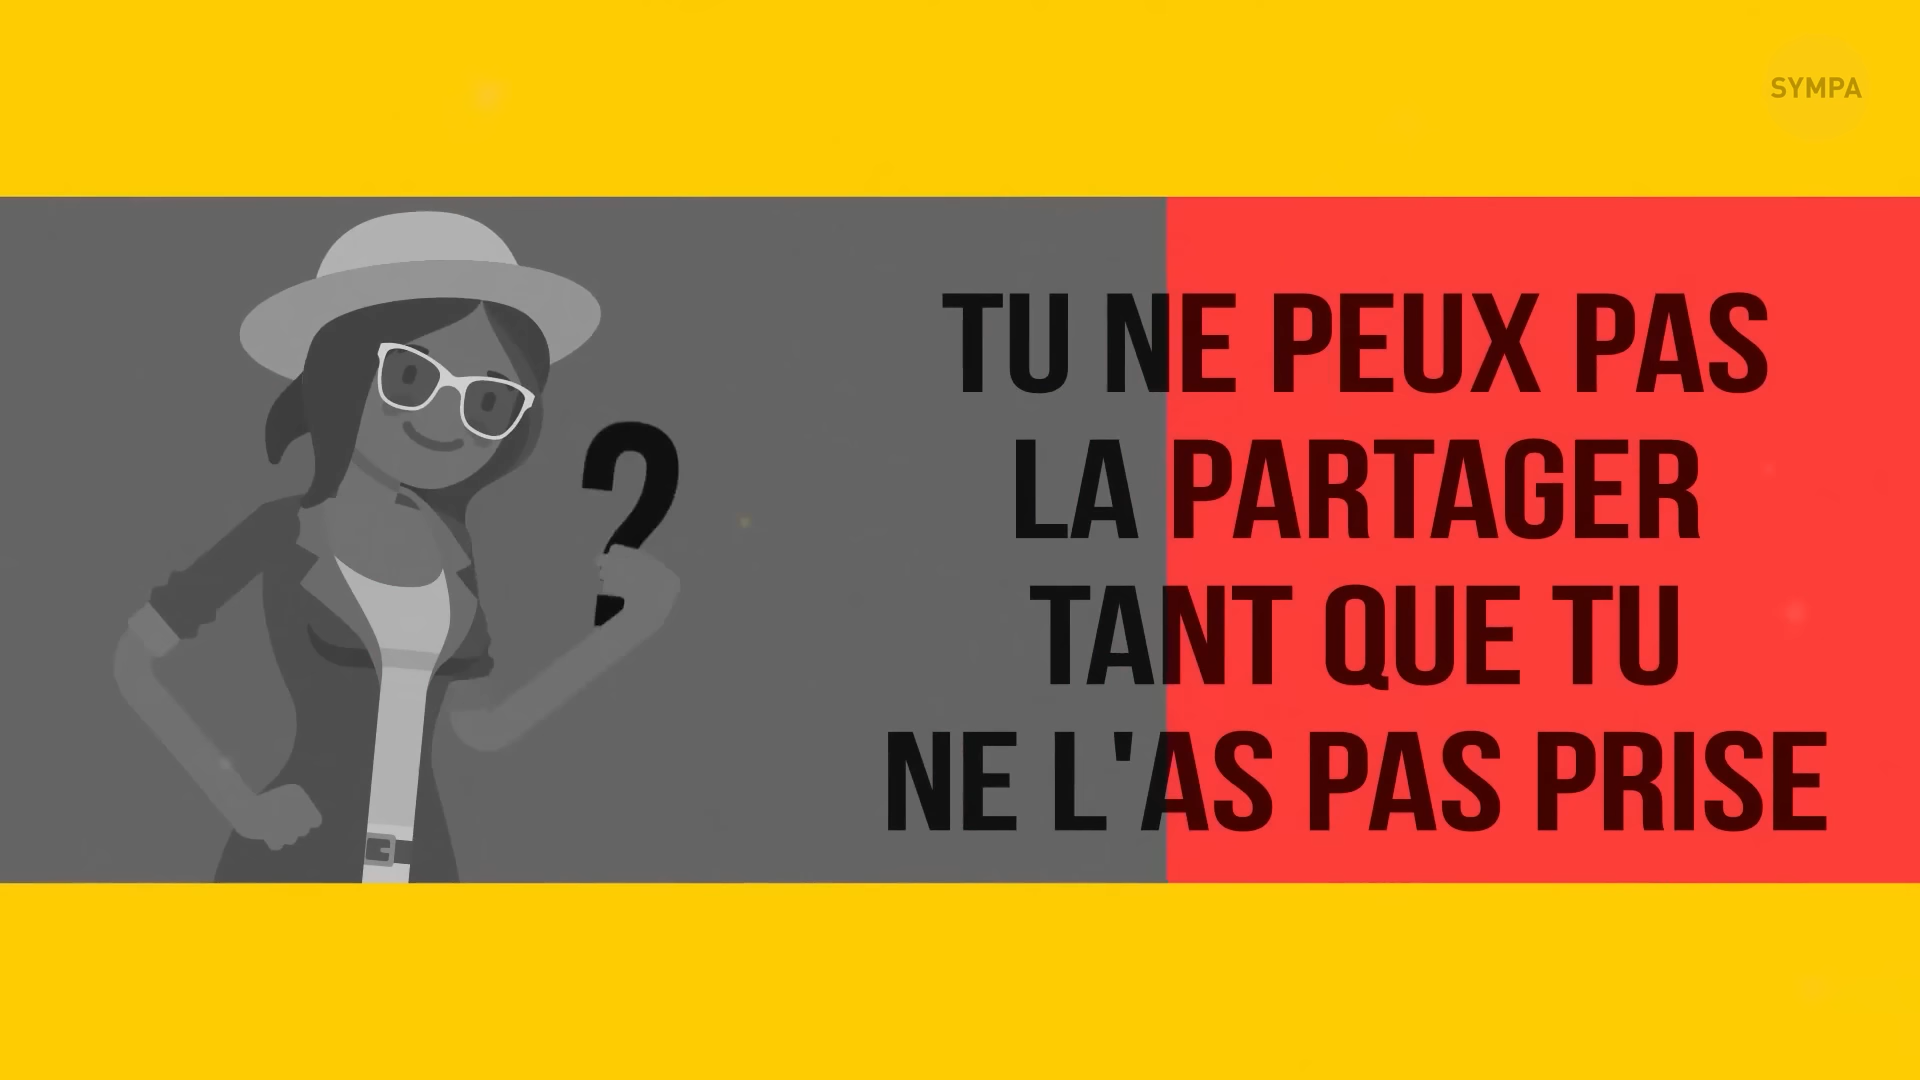 SYMPA
?
TU NE PEUX PAS
LA PARTAGER
TANT QUE TU
NE L'AS PAS PRISE